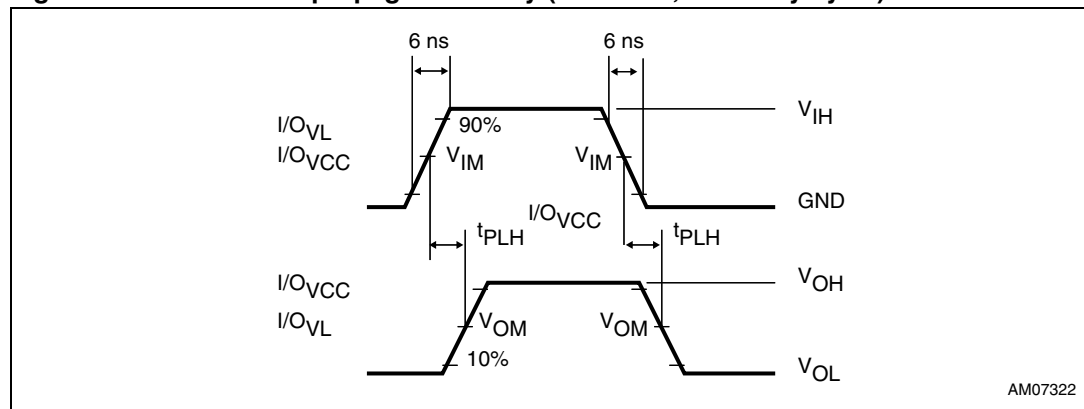 6 ns
6 ns
I/OVL
90%
VIH
I/OVCC
VIM
VIM
GND
I/OVCC
tPLH
tPLH
I/OVCC
VOH
I/OVL
VOM
VOM
10%
VOL
AM07322